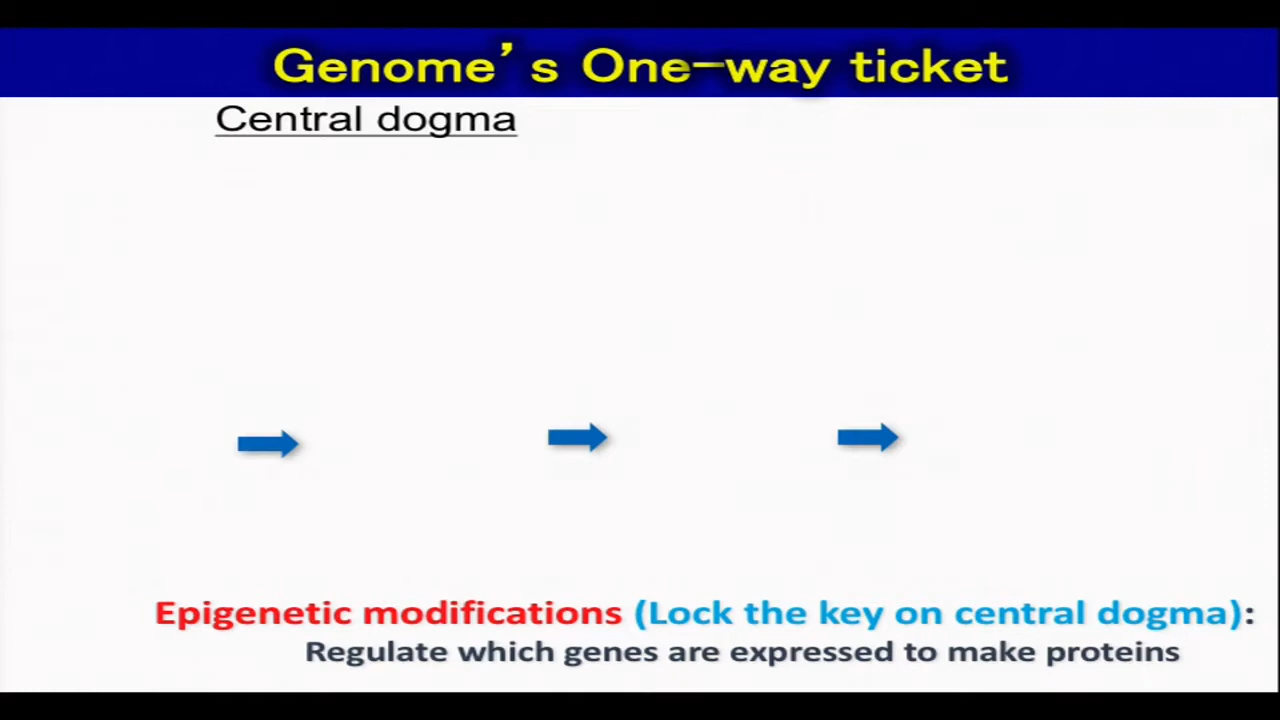 Genome’s One-way ticket
Central dogma
Epigenetic modifications (Lock the key on central dogma):
Regulate which genes are expressed to make proteins